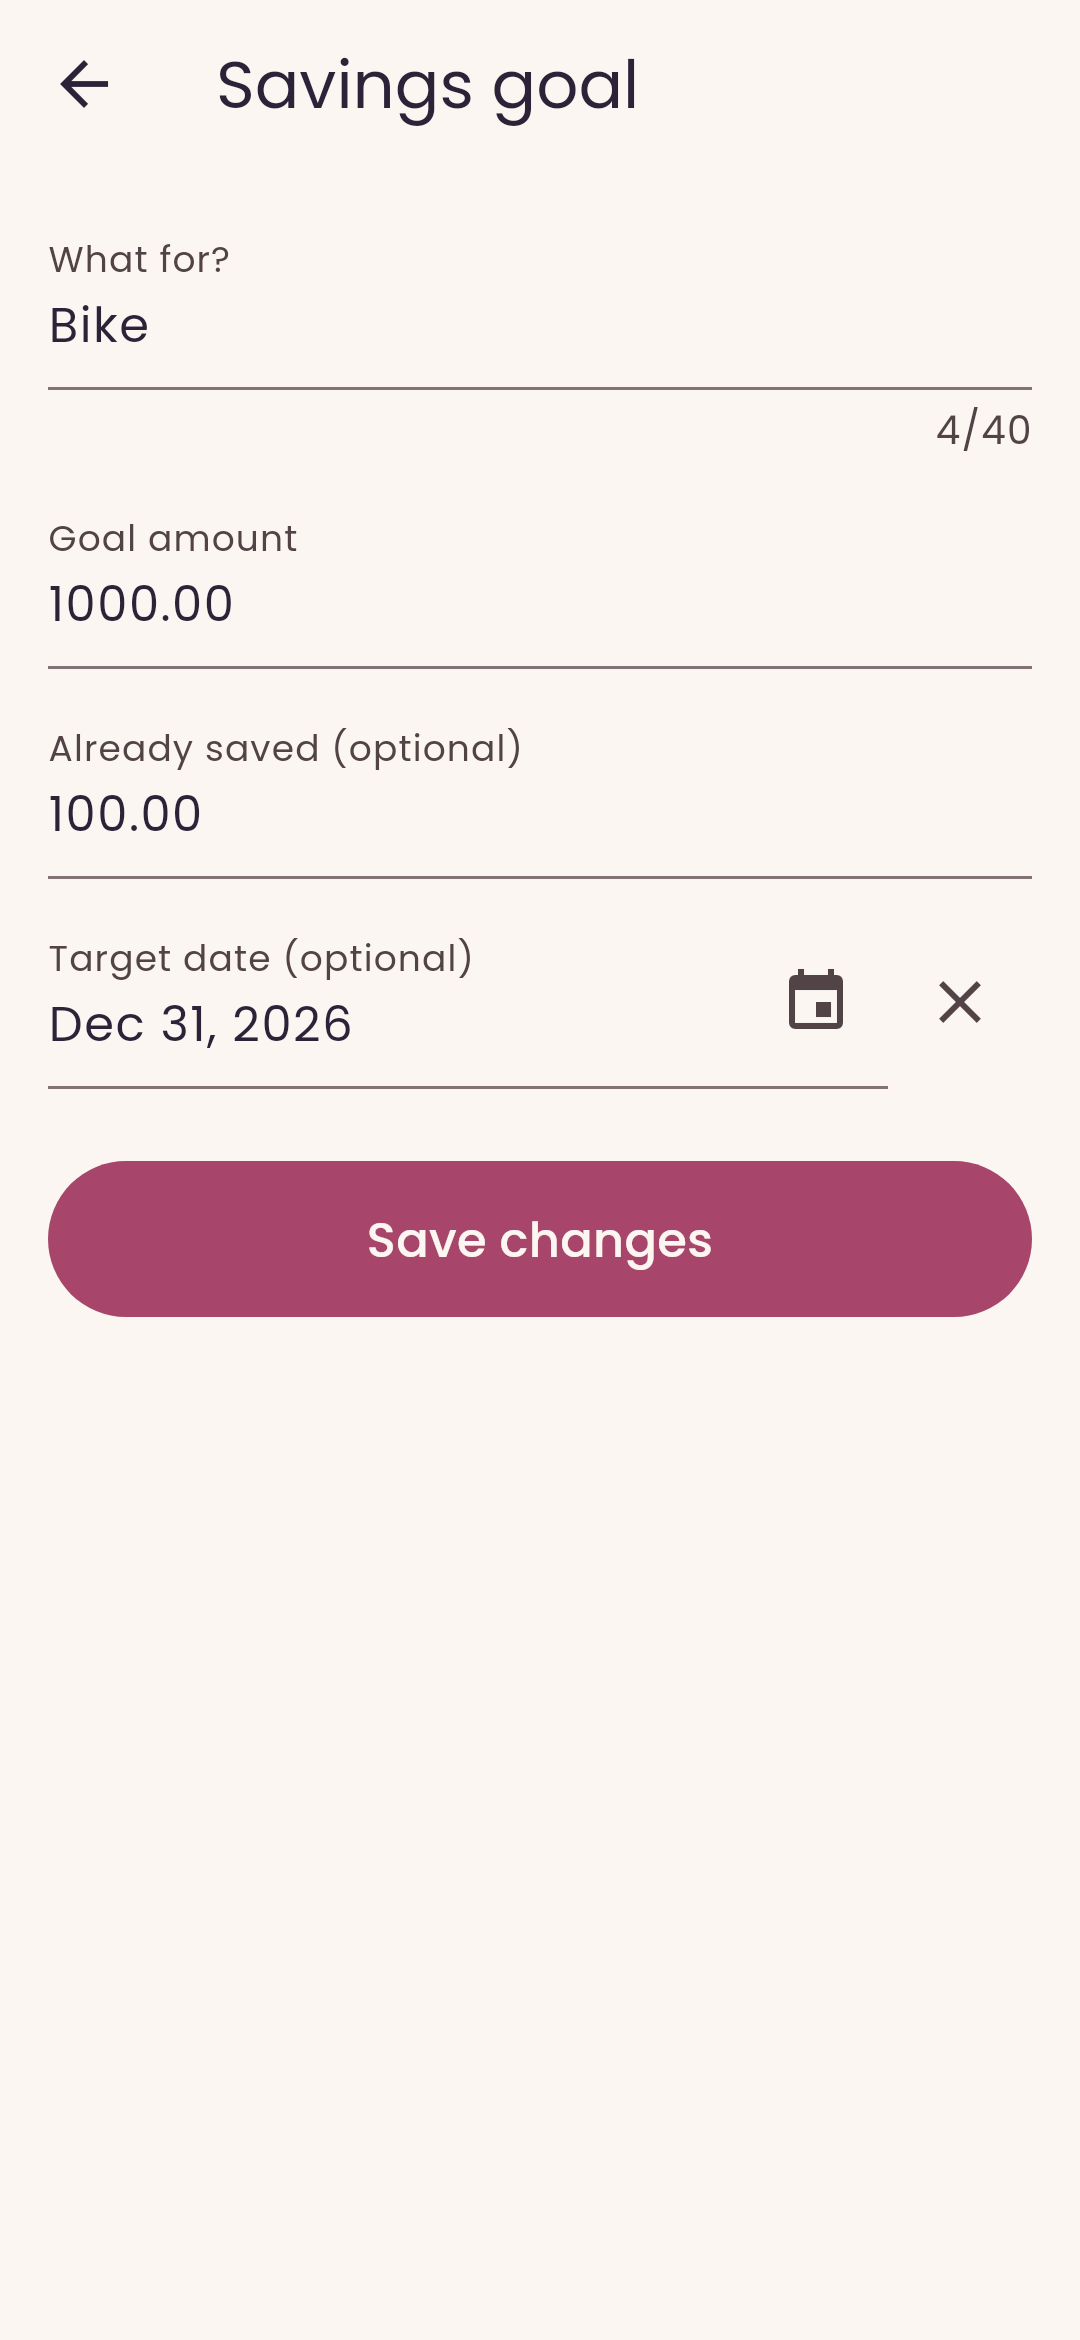 Savings goal
What for?
Bike
4/40
Goal amount
1000.00
Already saved (optional)
100.00
Target date (optional)
Dec 31, 2026
Save changes